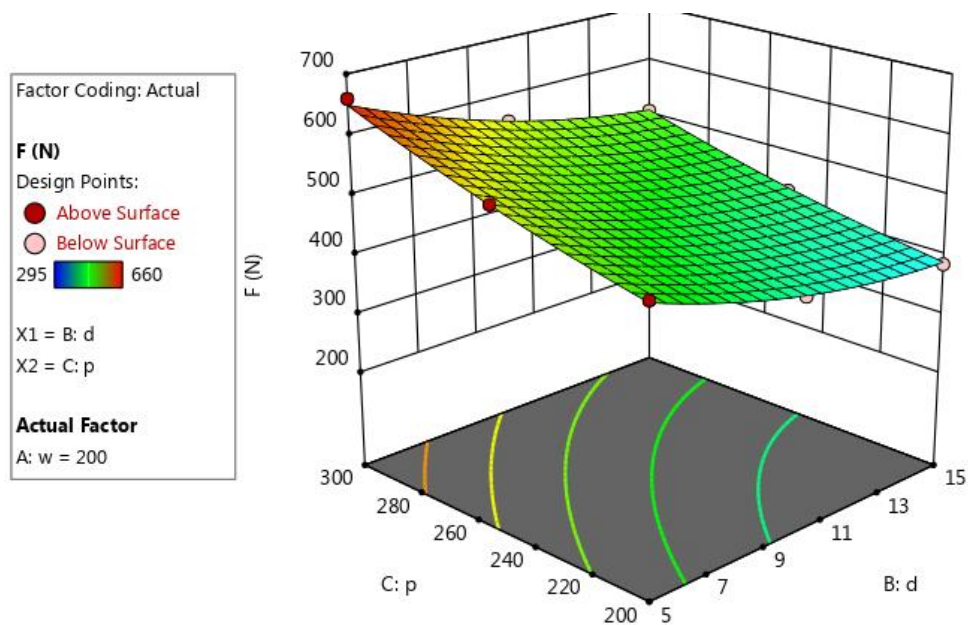 Factor Coding: Actual
F (N)
Design Points:
Above Surface
Below Surface
295 660
X1 = B: d
X2 = C: p
Actual Factor
A: w = 200
700
600
500
400
300
200
F (N)
300
280
260
240
220
200
C: p
5
7
9
11
13
15
B: d